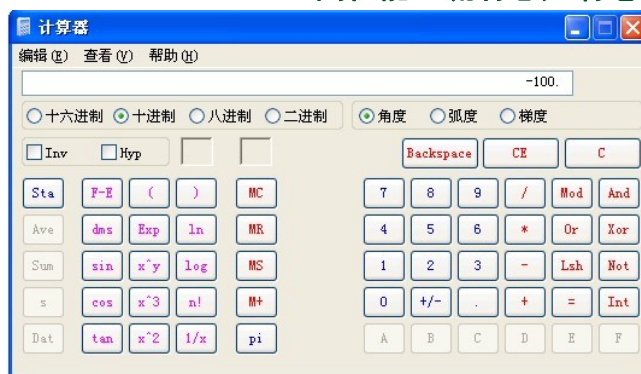 计算器
编辑(E) 查看(V) 帮助(H)
-100.
十六进制 十进制 八进制 二进制 角度 弧度 梯度
Inv Hyp Backspace CE C
Sta F-E ( ) MC 7 8 9 / Mod And
Ave dms Exp ln MR 4 5 6 * Or Xor
Sum sin x^y log MS 1 2 3 - Lsh Not
s cos x^3 n! M+ 0 +/- . + = Int
Dat tan x^2 1/x pi A B C D E F